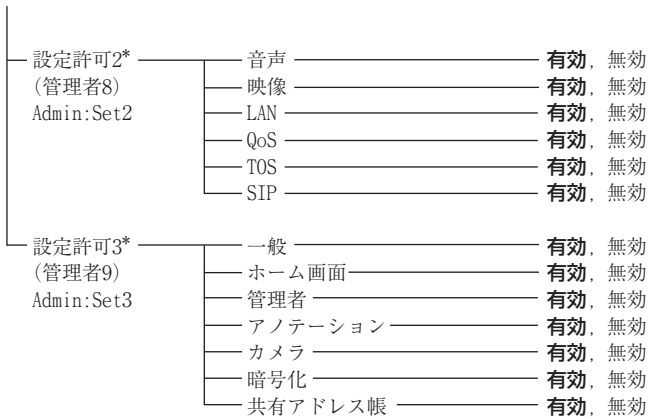 設定許可2* 音声 有効，無効
(管理者8) 映像 有効，無効
Admin:Set2 LAN 有効，無効
QoS 有効，無効
TOS 有効，無効
SIP 有効，無効
設定許可3* 一般 有効，無効
(管理者9) ホーム画面 有効，無効
Admin:Set3 管理者 有効，無効
アノテーション 有効，無効
カメラ 有効，無効
暗号化 有効，無効
共有アドレス帳 有効，無効